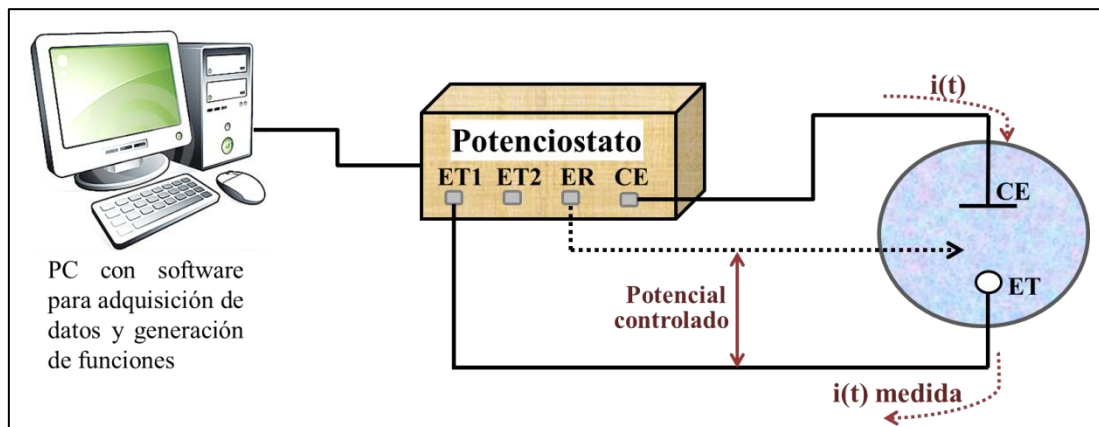 Potenciostato
ET1 ET2 ER CE
i(t)
CE
ET
Potencial
controlado
i(t) medida
PC con software
para adquisición de
datos y generación
de funciones